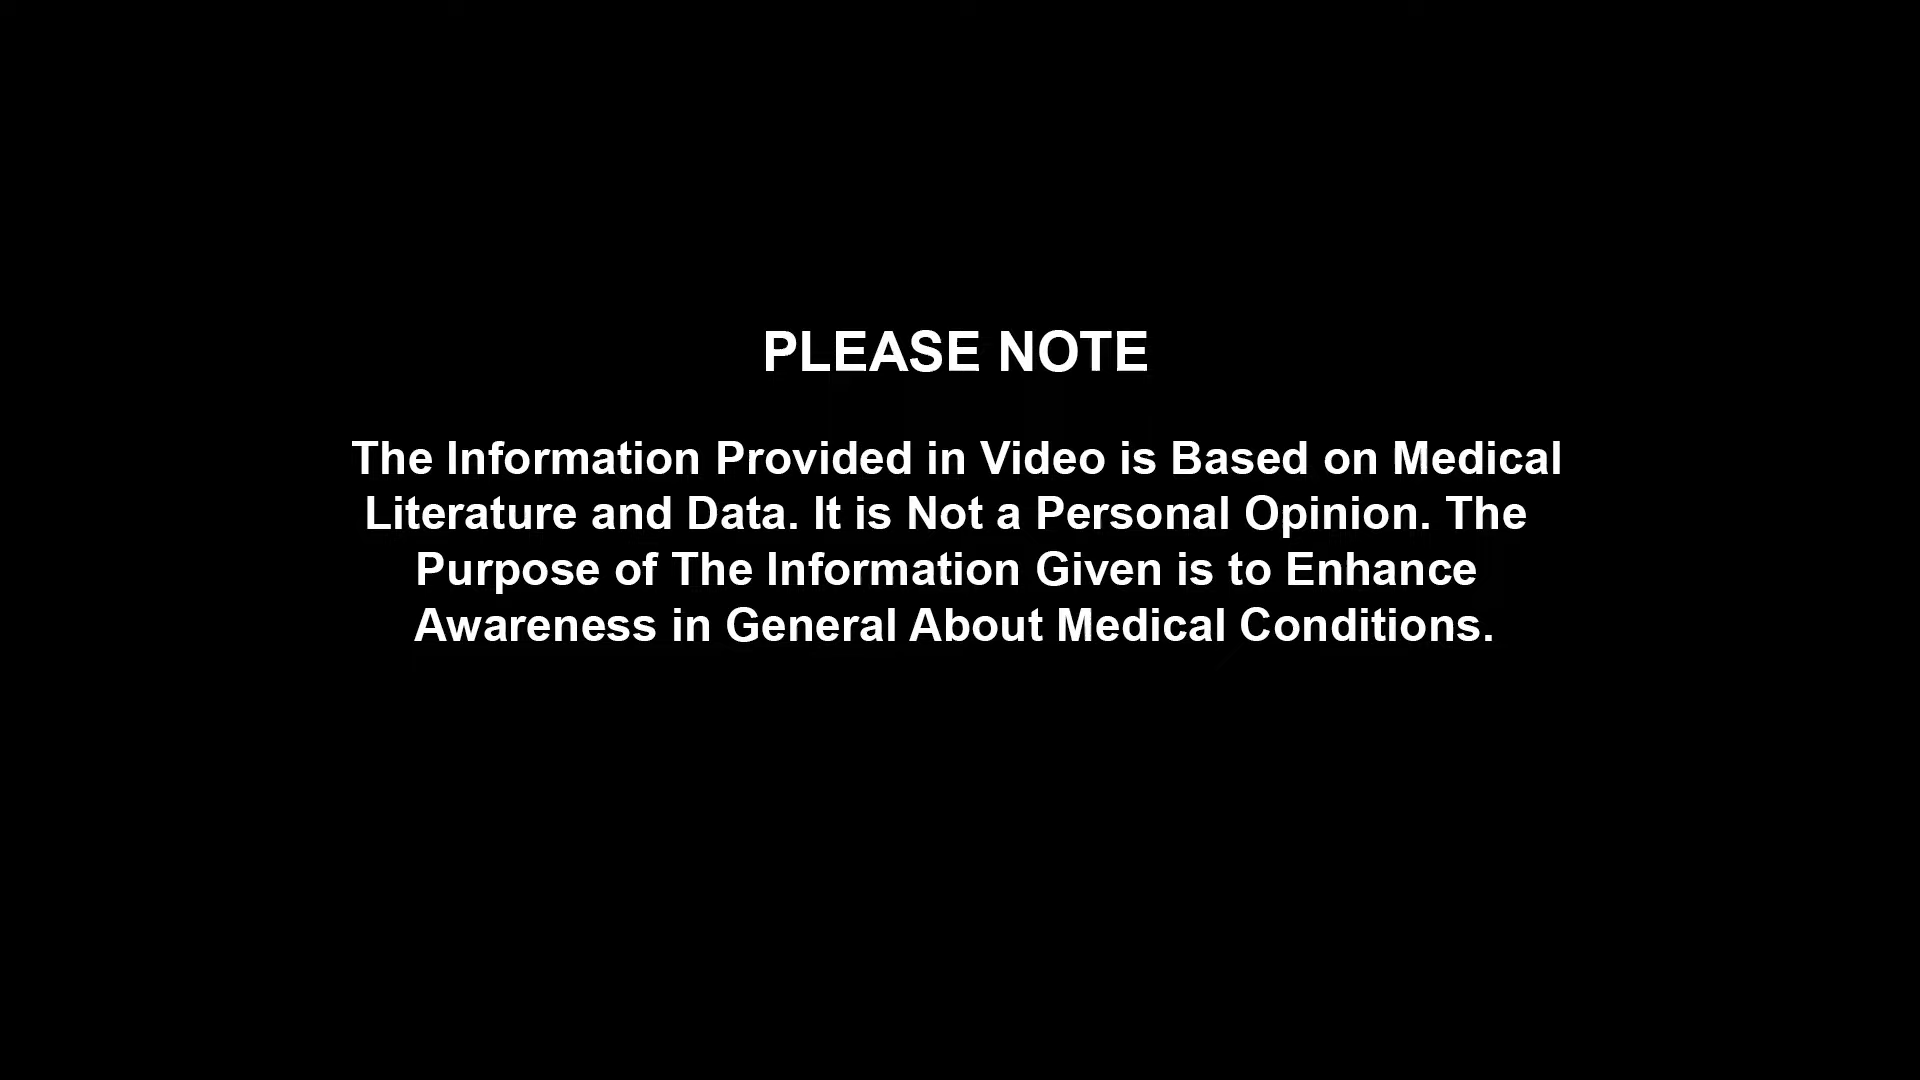 PLEASE NOTE
The Information Provided in Video is Based on Medical
Literature and Data. It is Not a Personal Opinion. The
Purpose of The Information Given is to Enhance
Awareness in General About Medical Conditions.